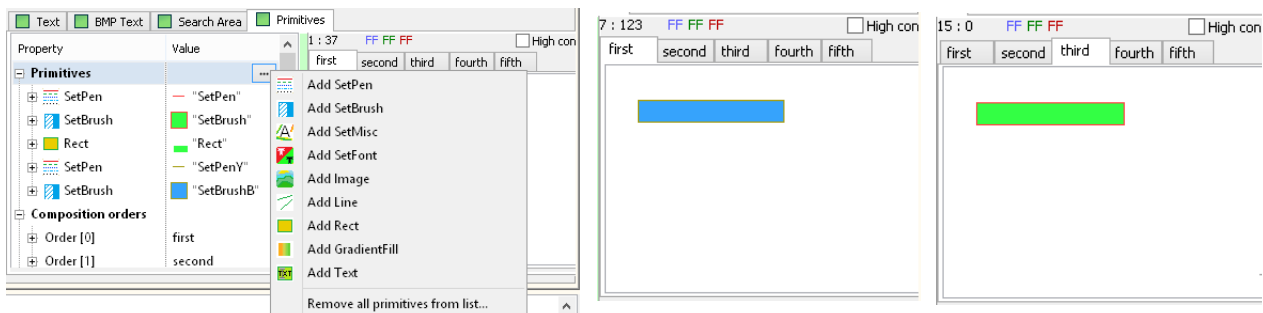 Text BMP Text Search Area Primitives
Property Value
Primitives ...
SetPen "SetPen"
SetBrush "SetBrush"
Rect "Rect"
SetPen "SetPenY"
SetBrush "SetBrushB"
Composition orders
Order [0] first
Order [1] second
1 : 37 FF FF FF High con
first second third fourth fifth
Add SetPen
Add SetBrush
Add SetMisc
Add SetFont
Add Image
Add Line
Add Rect
Add GradientFill
TXT Add Text
Remove all primitives from list...
7 : 123 FF FF FF High con
first second third fourth fifth
15 : 0 FF FF FF High con
first second third fourth fifth